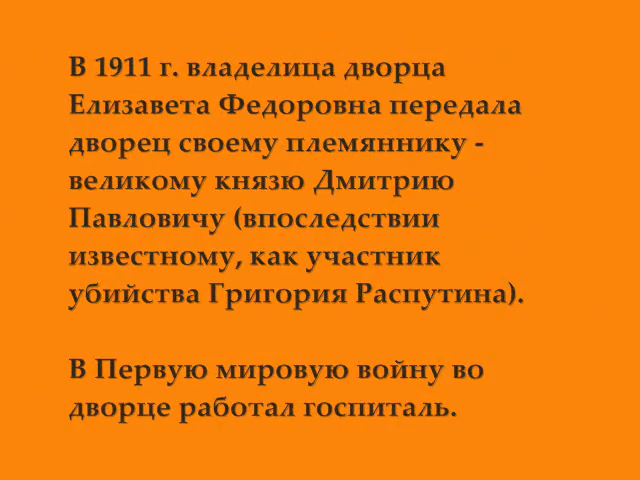 В 1911 г. владелица дворца
Елизавета Федоровна передала
дворец своему племяннику -
великому князю Дмитрию
Павловичу (впоследствии
известному, как участник
убийства Григория Распутина).
В Первую мировую войну во
дворце работал госпиталь.